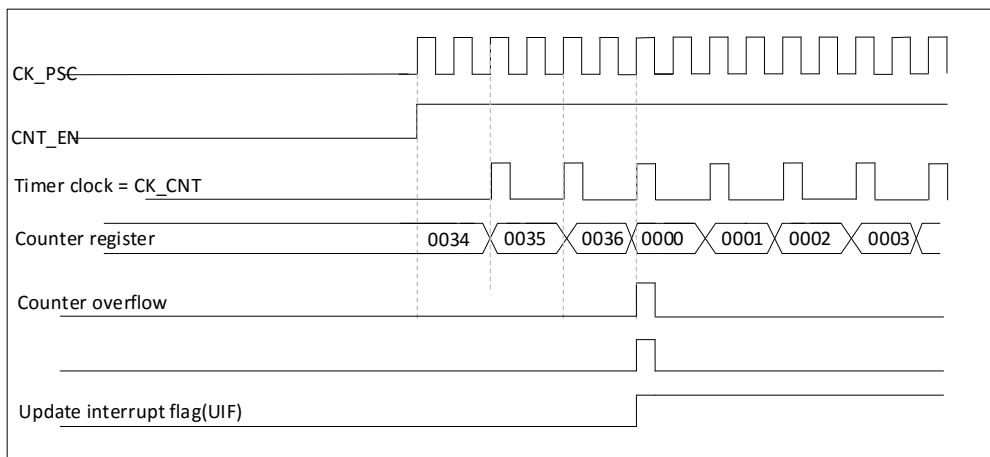 CK_PSC
CNT_EN
Timer clock = CK_CNT
Counter register
0034 0035 0036 0000 0001 0002 0003
Counter overflow
Update interrupt flag(UIF)